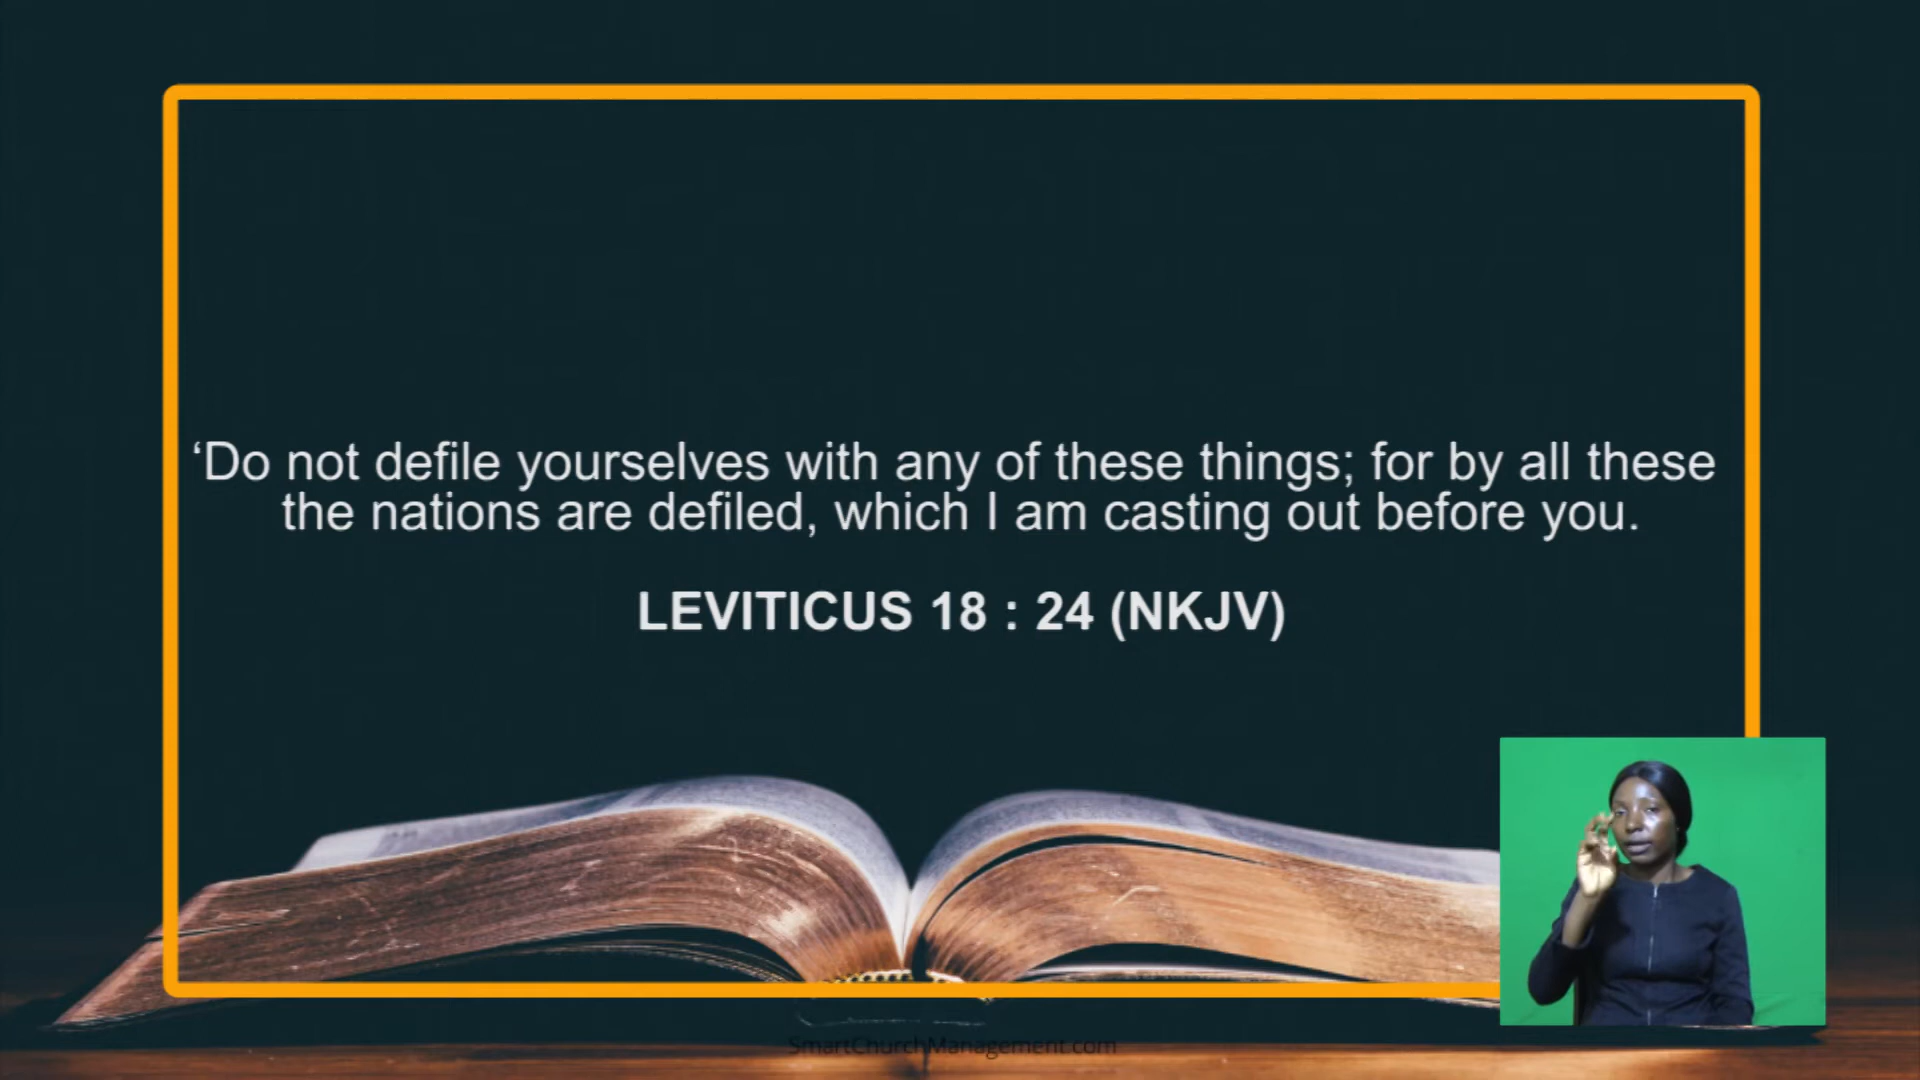 ‘Do not defile yourselves with any of these things; for by all these
the nations are defiled, which I am casting out before you.
LEVITICUS 18 : 24 (NKJV)
SmartChurchManagement.com